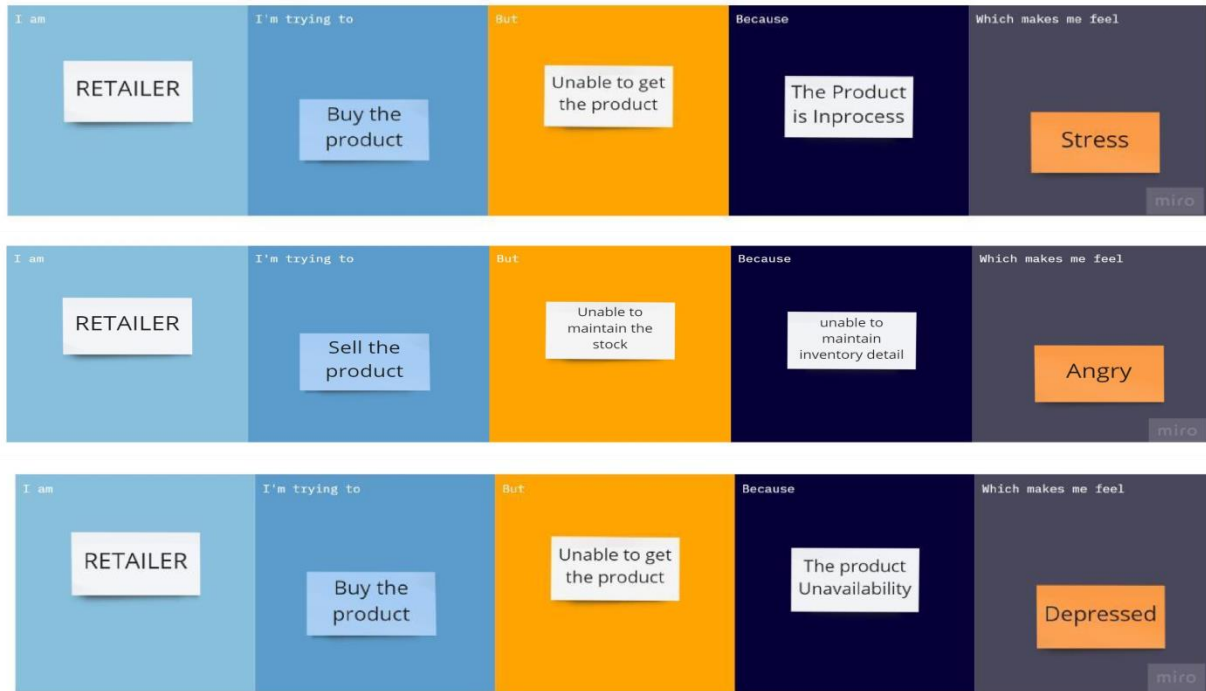 I am
I'm trying to
But
Because
Which makes me feel
RETAILER
Buy the
product
Unable to get
the product
The Product
is Inprocess
Stress
miro
I am
I'm trying to
But
Because
Which makes me feel
RETAILER
Sell the
product
Unable to
maintain the
stock
unable to
maintain
inventory detail
Angry
miro
I am
I'm trying to
But
Because
Which makes me feel
RETAILER
Buy the
product
Unable to get
the product
The product
Unavailability
Depressed
miro